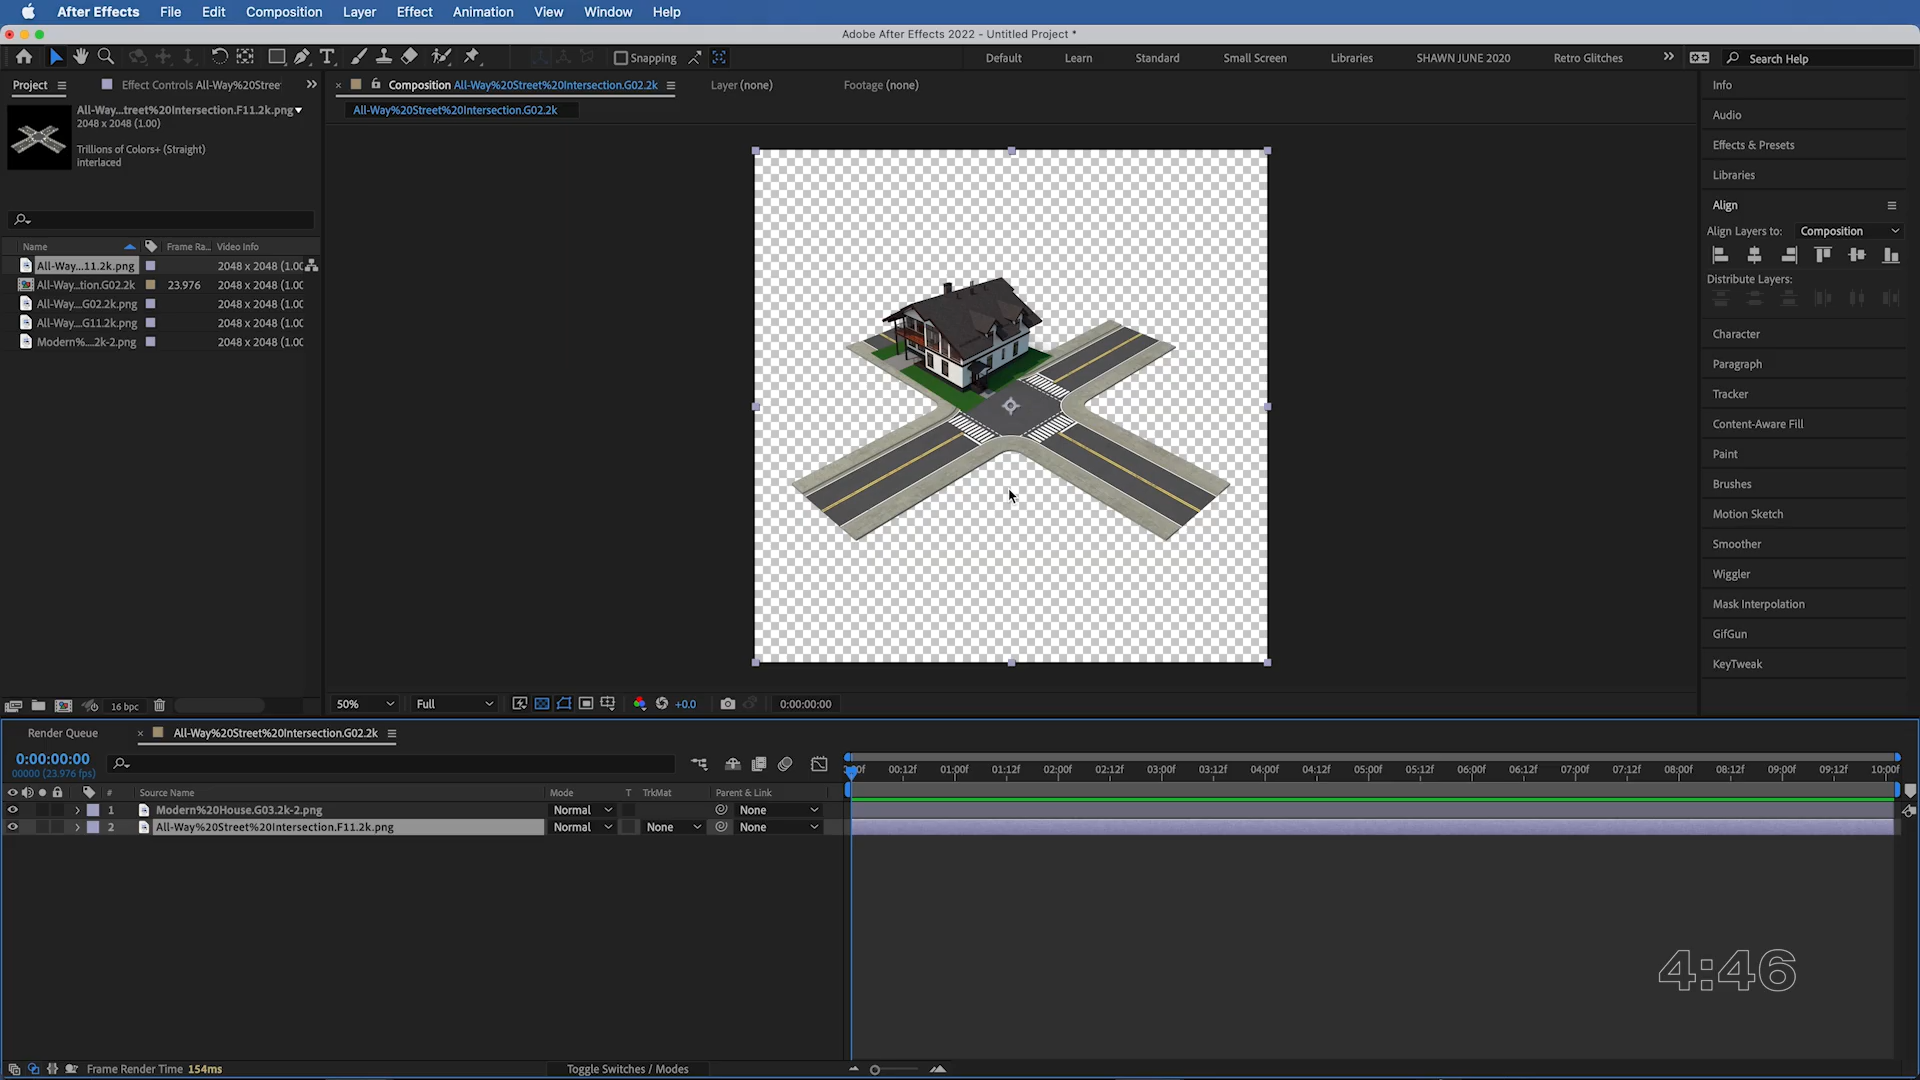 After Effects File Edit Composition Layer Effect Animation View Window Help
Adobe After Effects 2022 - Untitled Project *
Snapping Default Learn Standard Small Screen Libraries SHAWN JUNE 2020 Retro Glitches Search Help
Project Effect Controls All-Way%20Stree
Composition All-Way%20Street%20Intersection.G02.2k Layer (none) Footage (none)
All-Way%20Street%20Intersection.G02.2k
All-Way...treet%20Intersection.F11.2k.png
2048 x 2048 (1.00)
Trillions of Colors+ (Straight)
interlaced
Name Frame Ra... Video Info
All-Way...11.2k.png 2048 x 2048 (1.00
All-Way...tion.G02.2k 23.976 2048 x 2048 (1.00
All-Way...G02.2k.png 2048 x 2048 (1.00
All-Way...G11.2k.png 2048 x 2048 (1.00
Modern%....2k-2.png 2048 x 2048 (1.00
16 bpc
50% Full +0.0 0:00:00:00
Info
Audio
Effects & Presets
Libraries
Align
Align Layers to: Composition
Distribute Layers:
Character
Paragraph
Tracker
Content-Aware Fill
Paint
Brushes
Motion Sketch
Smoother
Wiggler
Mask Interpolation
GifGun
KeyTweak
Render Queue All-Way%20Street%20Intersection.G02.2k
0:00:00:00
00000 (23.976 fps)
00:12f 01:00f 01:12f 02:00f 02:12f 03:00f 03:12f 04:00f 04:12f 05:00f 05:12f 06:00f 06:12f 07:00f 07:12f 08:00f 08:12f 09:00f 09:12f 10:00f
# Source Name Mode T TrkMat Parent & Link
1 Modern%20House.G03.2k-2.png Normal None
2 All-Way%20Street%20Intersection.F11.2k.png Normal None None
4:46
Frame Render Time 154ms Toggle Switches / Modes